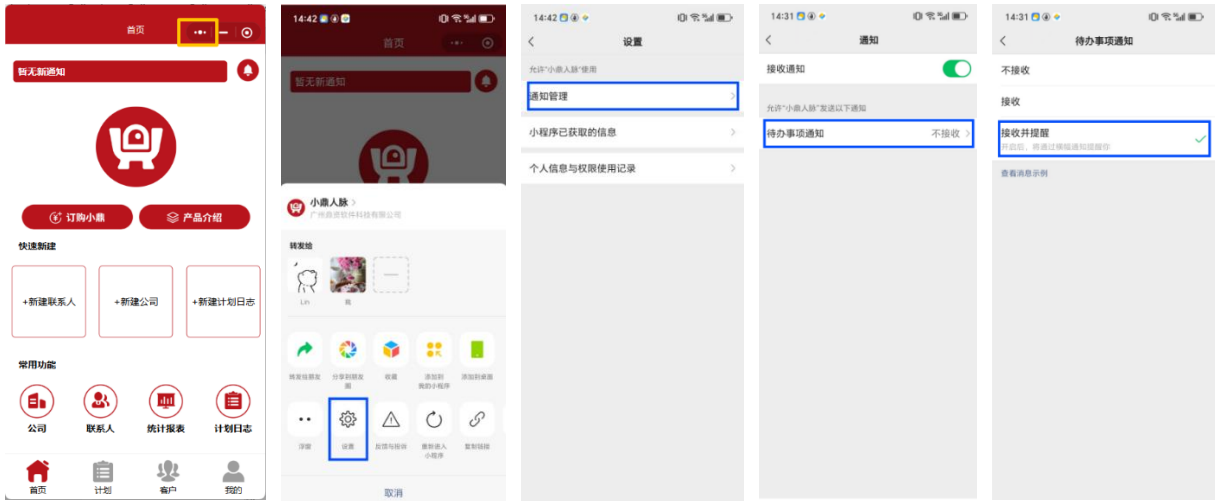 首页
暂无新通知
订购小鼎
产品介绍
快速新建
+新建联系人
+新建公司
+新建计划日志
常用功能
公司
联系人
统计报表
计划日志
首页
计划
客户
我的
14:42
首页
暂无新通知
小鼎人脉
广州鼎资软件科技有限公司
转发给
Lin
我
转发给朋友
分享到朋友圈
收藏
添加到我的小程序
添加到桌面
浮窗
设置
反馈与投诉
重新进入小程序
复制链接
取消
14:42
设置
允许"小鼎人脉"使用
通知管理
小程序已获取的信息
个人信息与权限使用记录
14:31
通知
接收通知
允许"小鼎人脉"发送以下通知
待办事项通知
不接收
14:31
待办事项通知
不接收
接收
接收并提醒
开启后，将通过横幅通知提醒你
查看消息示例